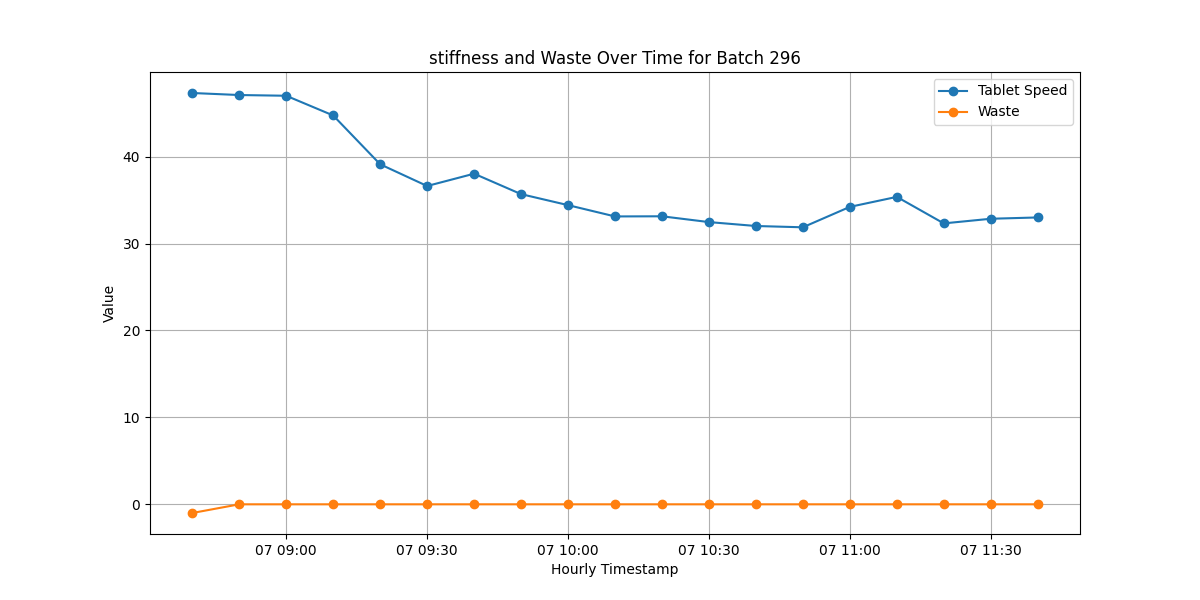 stiffness and Waste Over Time for Batch 296
Tablet Speed
Waste
Value
40
30
20
10
0
07 09:00
07 09:30
07 10:00
07 10:30
07 11:00
07 11:30
Hourly Timestamp